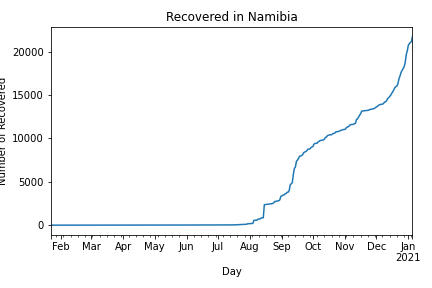 Recovered in Namibia
Number of Recovered
20000
15000
10000
5000
0
Feb Mar Apr May Jun Jul Aug Sep Oct Nov Dec Jan
2021
Day